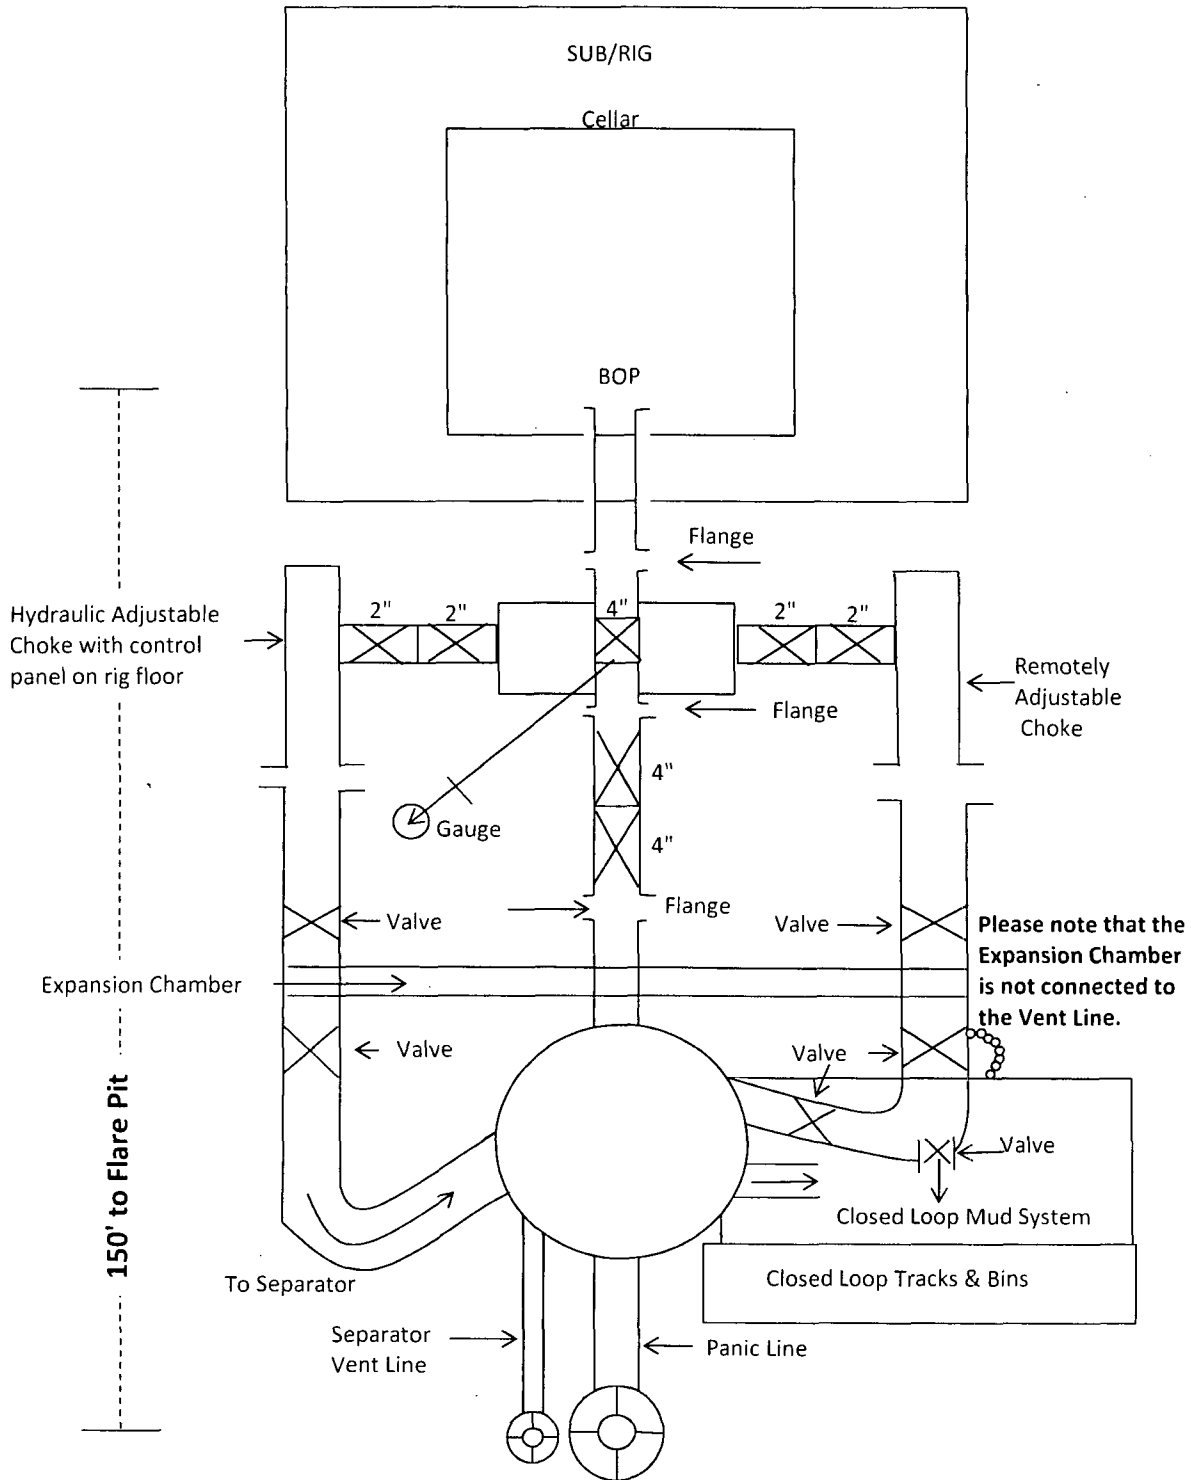 SUB/RIG
Cellar
BOP
Flange
2"
2"
4"
2"
2"
Hydraulic Adjustable
Choke with control
panel on rig floor
Remotely
Adjustable
Choke
Flange
4"
Gauge
4"
Flange
Valve
Valve
Please note that the
Expansion Chamber
is not connected to
the Vent Line.
Expansion Chamber
Valve
Valve
150' to Flare Pit
Valve
Closed Loop Mud System
To Separator
Closed Loop Tracks & Bins
Separator
Vent Line
Panic Line